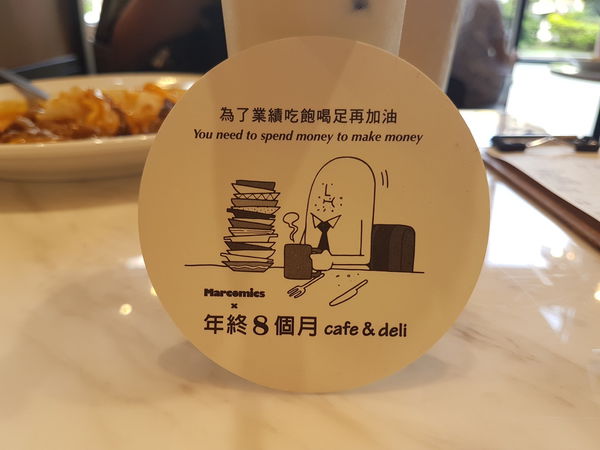 為了業績吃飽喝足再加油
You need to spend money to make money
Marcomics
×
年終8個月 cafe & deli